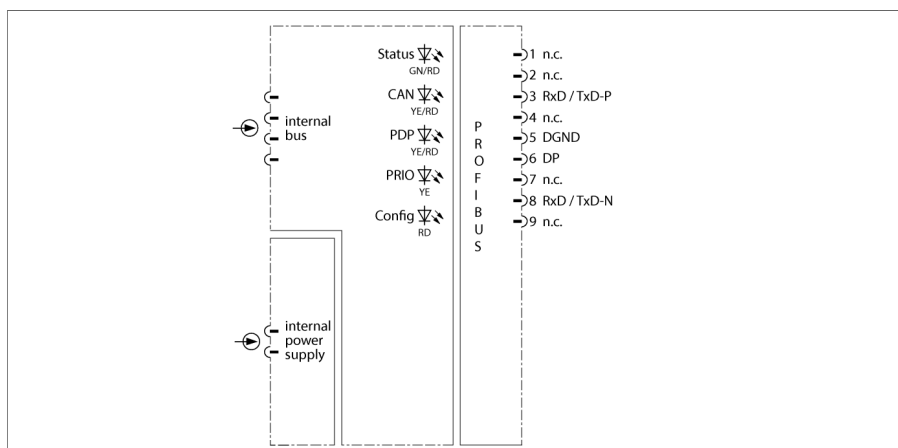 Status
GN/RD
CAN
YE/RD
PDP
YE/RD
PRIO
YE
Config
RD
internal
bus
internal
power
supply
PROFIBUS
1 n.c.
2 n.c.
3 RxD / TxD-P
4 n.c.
5 DGND
6 DP
7 n.c.
8 RxD / TxD-N
9 n.c.